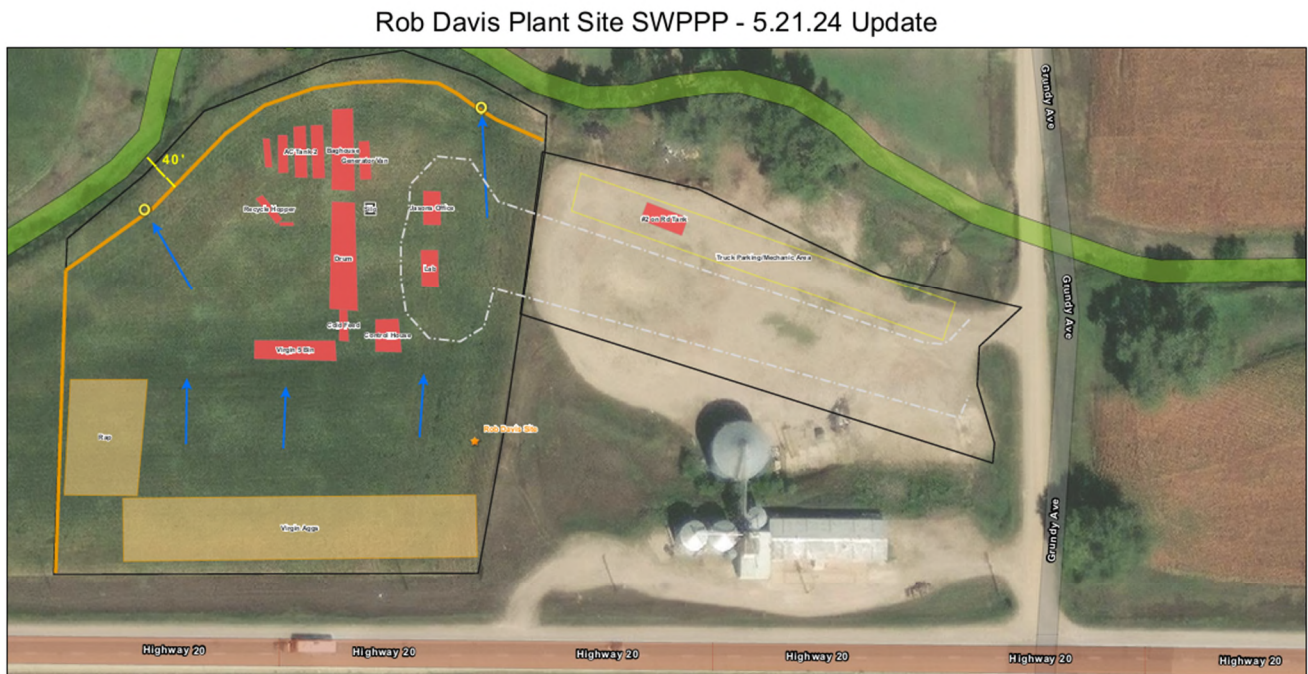 Rob Davis Plant Site SWPPP - 5.21.24 Update
Grundy Ave
40'
AC Tank 2
Baghouse
Generator Van
Recycle Hopper
Jasons Office
#2 on Rd Tank
Truck Parking/Mechanic Area
Drum
Lab
Grundy Ave
Cold Feed
Control House
Virgin 5 Bin
Rob Davis Site
Rap
Virgin Aggs
Grundy Ave
Highway 20
Highway 20
Highway 20
Highway 20
Highway 20
Highway 20